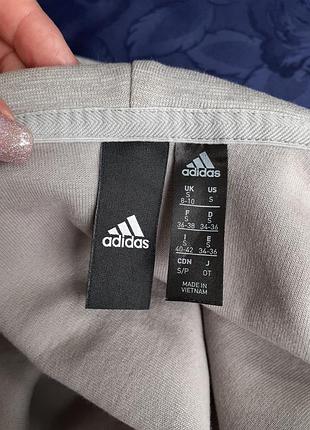 adidas
adidas
UK US
S S
8-10
F D
S S
36-38 34-36
I E
S S
40-42 34-36
CDN J
S/P OT
MADE IN
VIETNAM